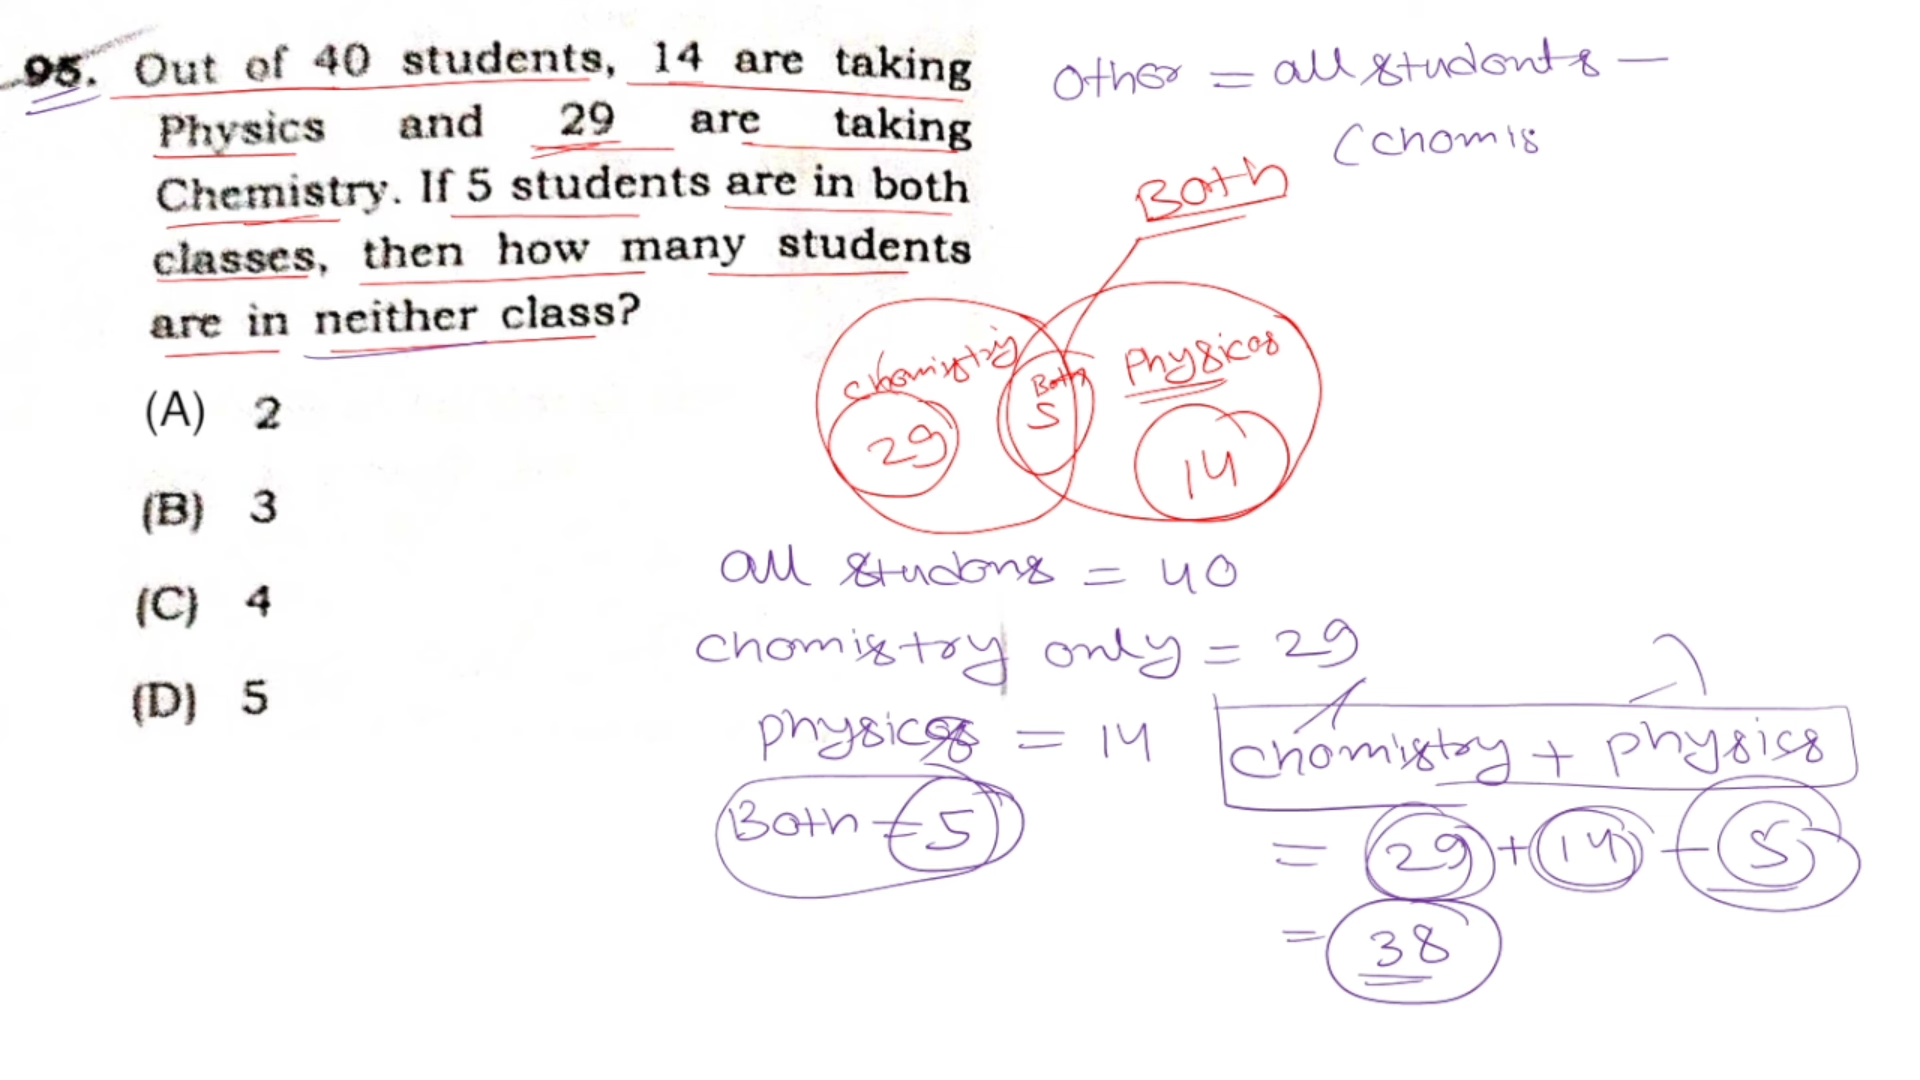 95. Out of 40 students, 14 are taking
Physics and 29 are taking
Chemistry. If 5 students are in both
classes, then how many students
are in neither class?
(A) 2
(B) 3
(C) 4
(D) 5
Other = all students –
(Chemis
Both
Chemistry
Both
Physics
29
5
14
all students = 40
chemistry only = 29
physics = 14
Both – 5
chemistry + physics
= 29 + 14 – 5
= 38